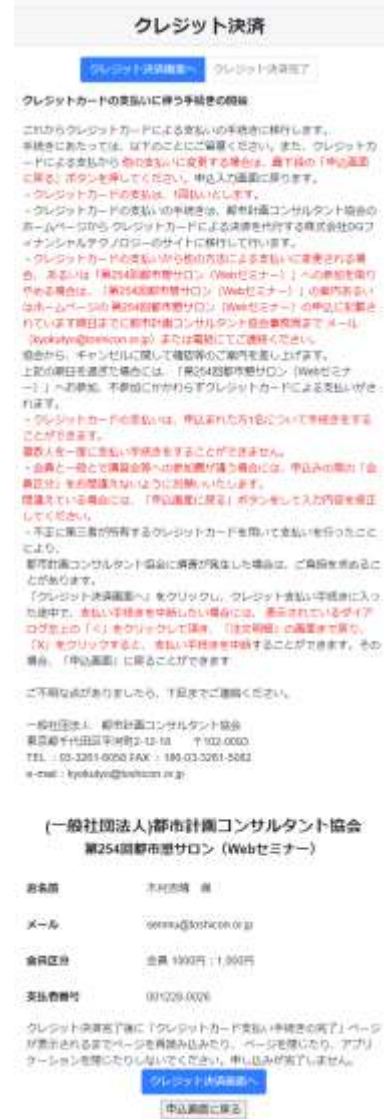 クレジット決済
クレジット決済画面へ クレジット決済完了
クレジットカードの支払いに伴う手続きの開始
これからクレジットカードによる支払いの手続きに移行します。
手続きにあたっては、以下のことにご留意ください。また、クレジットカ
ードによる支払から 他の支払いに変更する場合は、最下段の「申込画面
に戻る」ボタンを押してください。申込入力画面に戻ります。
・クレジットカードの支払は、1回払いとします。
・クレジットカードの支払いの手続きは、都市計画コンサルタント協会の
ホームページから クレジットカードによる決済を代行する株式会社DGフ
ィナンシャルテクノロジーのサイトに移行して行います。
・クレジットカードの支払いから他の方法による支払いに変更される場
合、 あるいは「第254回都市懇サロン（Webセミナー）」への参加を取り
やめる場合は、「第254回都市懇サロン（Webセミナー）」の案内あるい
はホームページの 第254回都市懇サロン（Webセミナー）の申込に記載さ
れています期日までに都市計画コンサルタント協会事務局まで メール
（kyokutyo@toshicon.or.jp）または電話にてご連絡ください。
協会から、キャンセルに関して確認等のご案内を差し上げます。
上記の期日を過ぎた場合には、「第254回都市懇サロン（Webセミナ
ー）」への参加、不参加にかかわらずクレジットカードによる支払いがさ
れます。
・クレジットカードの支払いは、申込まれた方1名について手続きをする
ことができます。
複数人を一度に支払い手続きをすることができません。
・会員と一般とで講習会等への参加費が違う場合には、申込みの際の「会
員区分」をお間違えないようにお願いいたします。
間違えている場合には、「申込画面に戻る」ボタンをして入力内容を修正
してください。
・不正に第三者が所有するクレジットカードを用いて支払いを行ったこと
により、
都市計画コンサルタント協会に損害が発生した場合は、ご負担を求めるこ
とがあります。
「クレジット決済画面へ」をクリックし、クレジット支払い手続きに入っ
た途中で、支払い手続きを中断したい場合には、 表示されているダイア
ログ左上の「＜」をクリックして頂き、「注文明細」の画面まで戻り、
「X」をクリックすると、支払い手続きを中断することができます。その
場合、「申込画面」に戻ることができます
ご不明な点がありましたら、下記までご連絡ください。
一般社団法人 都市計画コンサルタント協会
東京都千代田区平河町2-12-18 〒102-0093
TEL ：03-3261-6058 FAX ：186-03-3261-5082
e-mail : kyokutyo@toshicon.or.jp
(一般社団法人)都市計画コンサルタント協会
第254回都市懇サロン（Webセミナー）
お名前
メール senmu@toshicon.or.jp
会員区分 会員 1000円：1,000円
支払者番号 001228-0026
クレジット決済完了後に「クレジットカード支払い手続きの完了」ページ
が表示されるまでページを再読み込みたり、 ページを閉じたり、アプリ
ケーションを閉じたりしないでください。申し込みが完了しません。
クレジット決済画面へ
申込画面に戻る